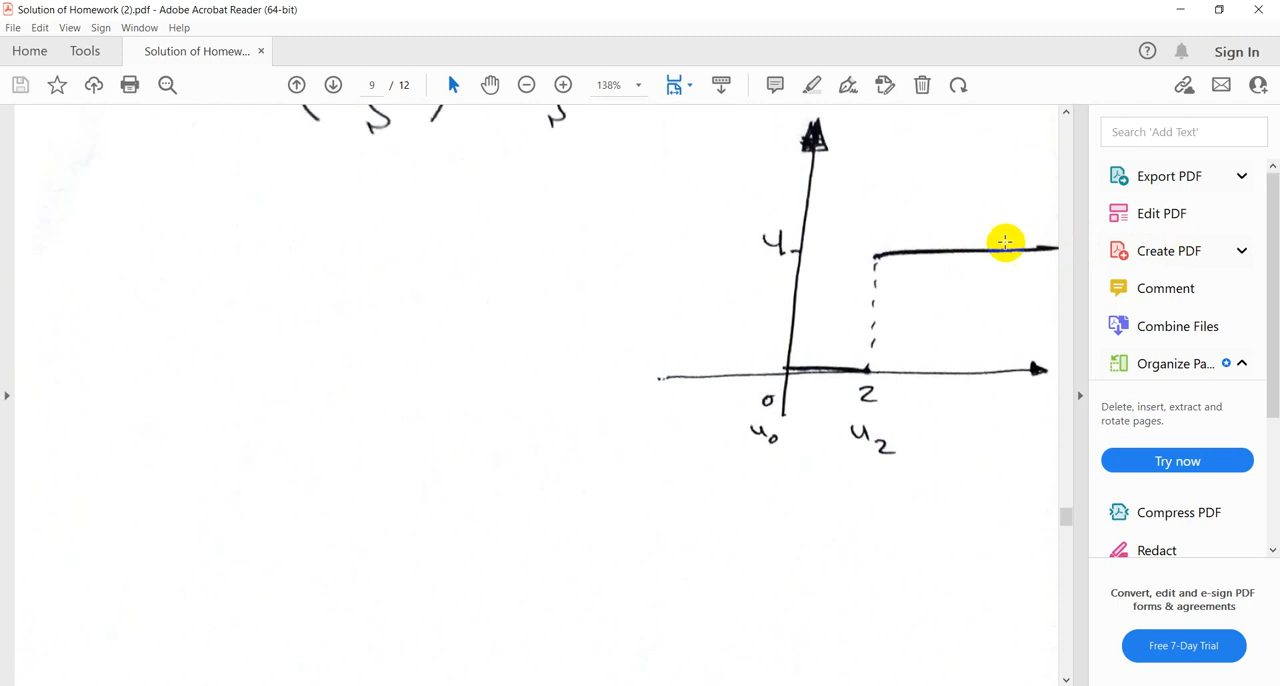 Solution of Homework (2).pdf - Adobe Acrobat Reader (64-bit)
File Edit View Sign Window Help
Home Tools Solution of Homew... × Sign In
9 / 12 138%
Search 'Add Text'
Export PDF
Edit PDF
Create PDF
Comment
Combine Files
Organize Pa...
Delete, insert, extract and
rotate pages.
Try now
Compress PDF
Redact
Convert, edit and e-sign PDF
forms & agreements
Free 7-Day Trial
4
0 2
u0 u2